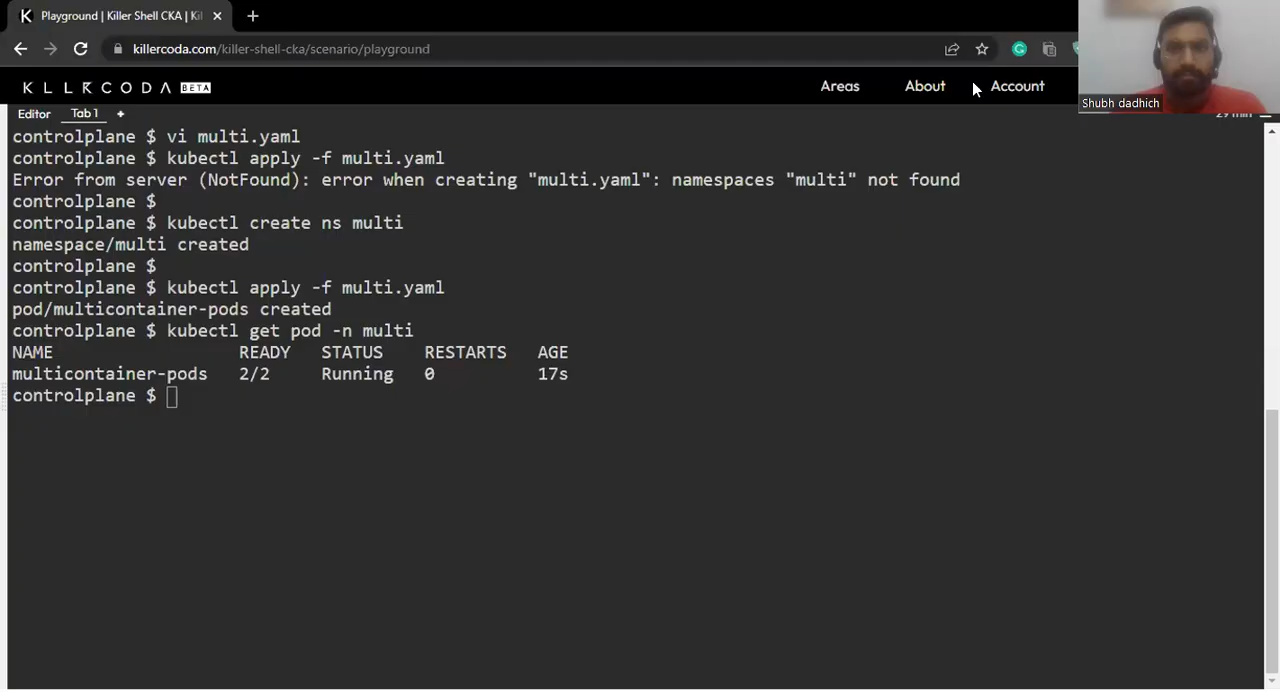 Playground | Killer Shell CKA | Ki
killercoda.com/killer-shell-cka/scenario/playground
KILLERCODA BETA
Areas About Account
Shubh dadhich
Editor Tab 1 +
29 min
controlplane $ vi multi.yaml
controlplane $ kubectl apply -f multi.yaml
Error from server (NotFound): error when creating "multi.yaml": namespaces "multi" not found
controlplane $
controlplane $ kubectl create ns multi
namespace/multi created
controlplane $
controlplane $ kubectl apply -f multi.yaml
pod/multicontainer-pods created
controlplane $ kubectl get pod -n multi
NAME READY STATUS RESTARTS AGE
multicontainer-pods 2/2 Running 0 17s
controlplane $